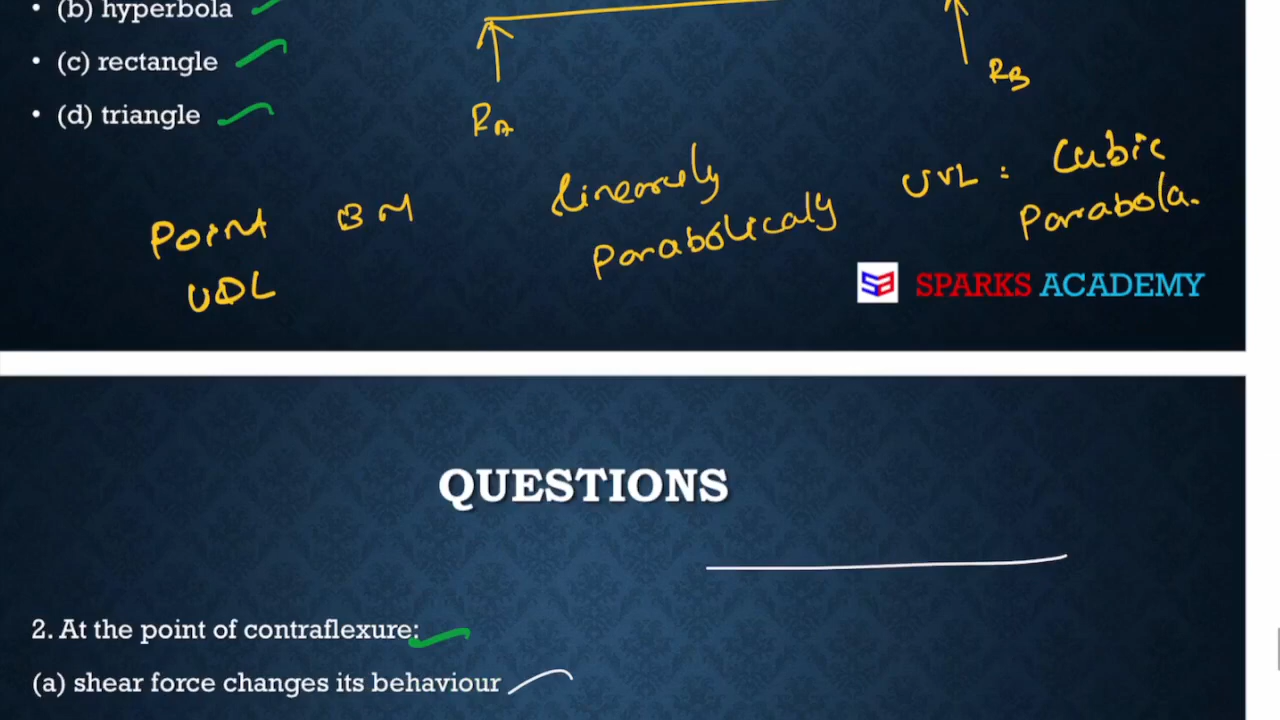 • (b) hyperbola
• (c) rectangle
• (d) triangle
RA
RB
Point BM linearely UVL : Cubic
UDL Parabolicaly Parabola.
SPARKS ACADEMY
QUESTIONS
2. At the point of contraflexure:
(a) shear force changes its behaviour